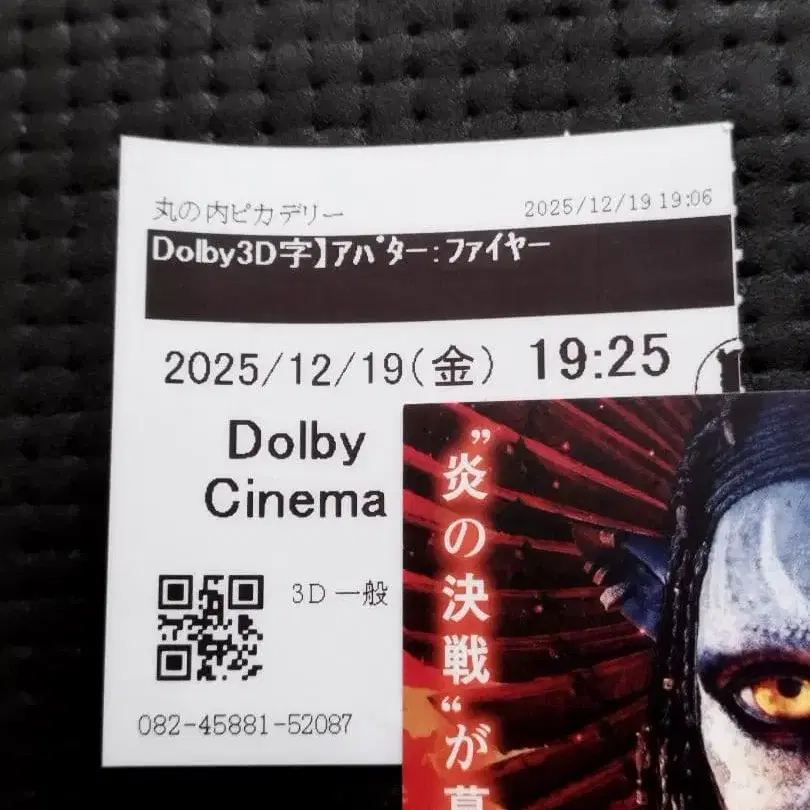 丸の内ピカデリー
2025/12/19 19:06
Dolby3D字】アバター:ファイヤー
2025/12/19(金) 19:25
Dolby
Cinema
3D 一般
082-45881-52087
”炎の決戦“が